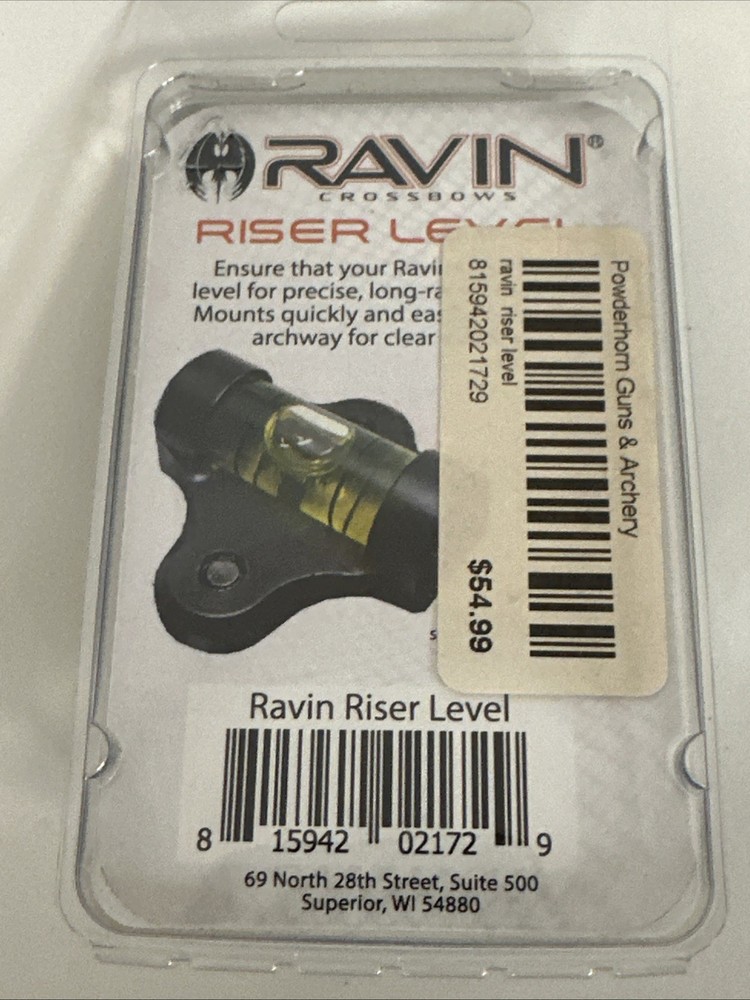 RAVIN®
CROSSBOWS
RISER LEVEL
Ensure that your Ravi
level for precise, long-ra
Mounts quickly and eas
archway for clear
Powderhorn Guns & Archery
ravin riser level
815942021729
$54.99
Ravin Riser Level
8 15942 02172 9
69 North 28th Street, Suite 500
Superior, WI 54880